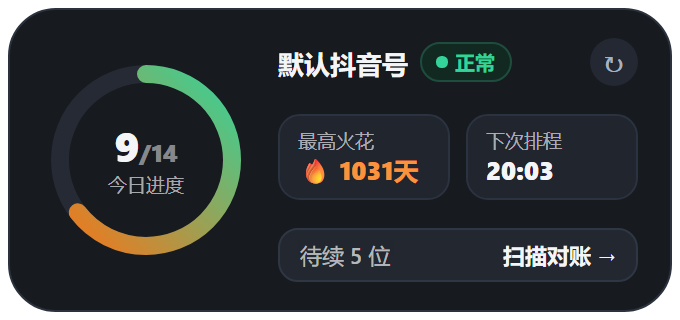 默认抖音号
正常
9/14
今日进度
最高火花
1031天
下次排程
20:03
待续 5 位
扫描对账 →